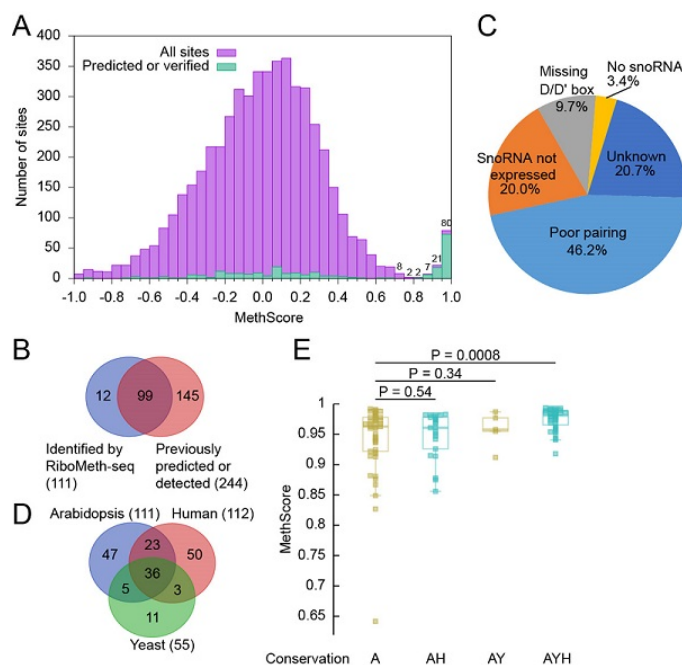 A
All sites
Predicted or verified
Number of sites
400
350
300
250
200
150
100
50
0
8
2
2
7
21
80
-1.0 -0.8 -0.6 -0.4 -0.2 0.0 0.2 0.4 0.6 0.8 1.0
MethScore
C
Missing
D/D' box
9.7%
No snoRNA
3.4%
Unknown
20.7%
SnoRNA not
expressed
20.0%
Poor pairing
46.2%
B
12 99 145
Identified by
RiboMeth-seq
(111)
Previously
predicted or
detected (244)
D
Arabidopsis (111) Human (112)
47 23 50
36
5 3
11
Yeast (55)
E
P = 0.0008
P = 0.34
P = 0.54
MethScore
1
0.95
0.9
0.85
0.8
0.75
0.7
0.65
Conservation A AH AY AYH